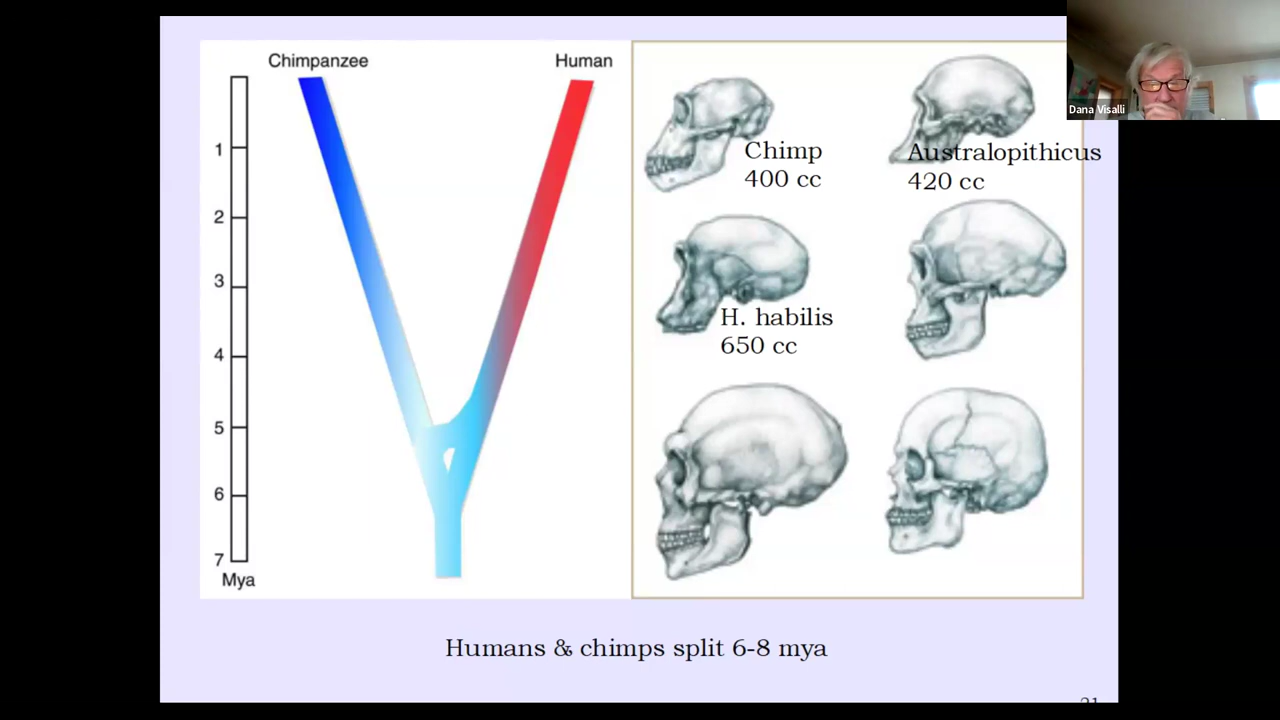 Chimpanzee
Human
1
2
3
4
5
6
7
Mya
Chimp
400 cc
Australopithicus
420 cc
H. habilis
650 cc
Humans & chimps split 6-8 mya
Dana Visalli